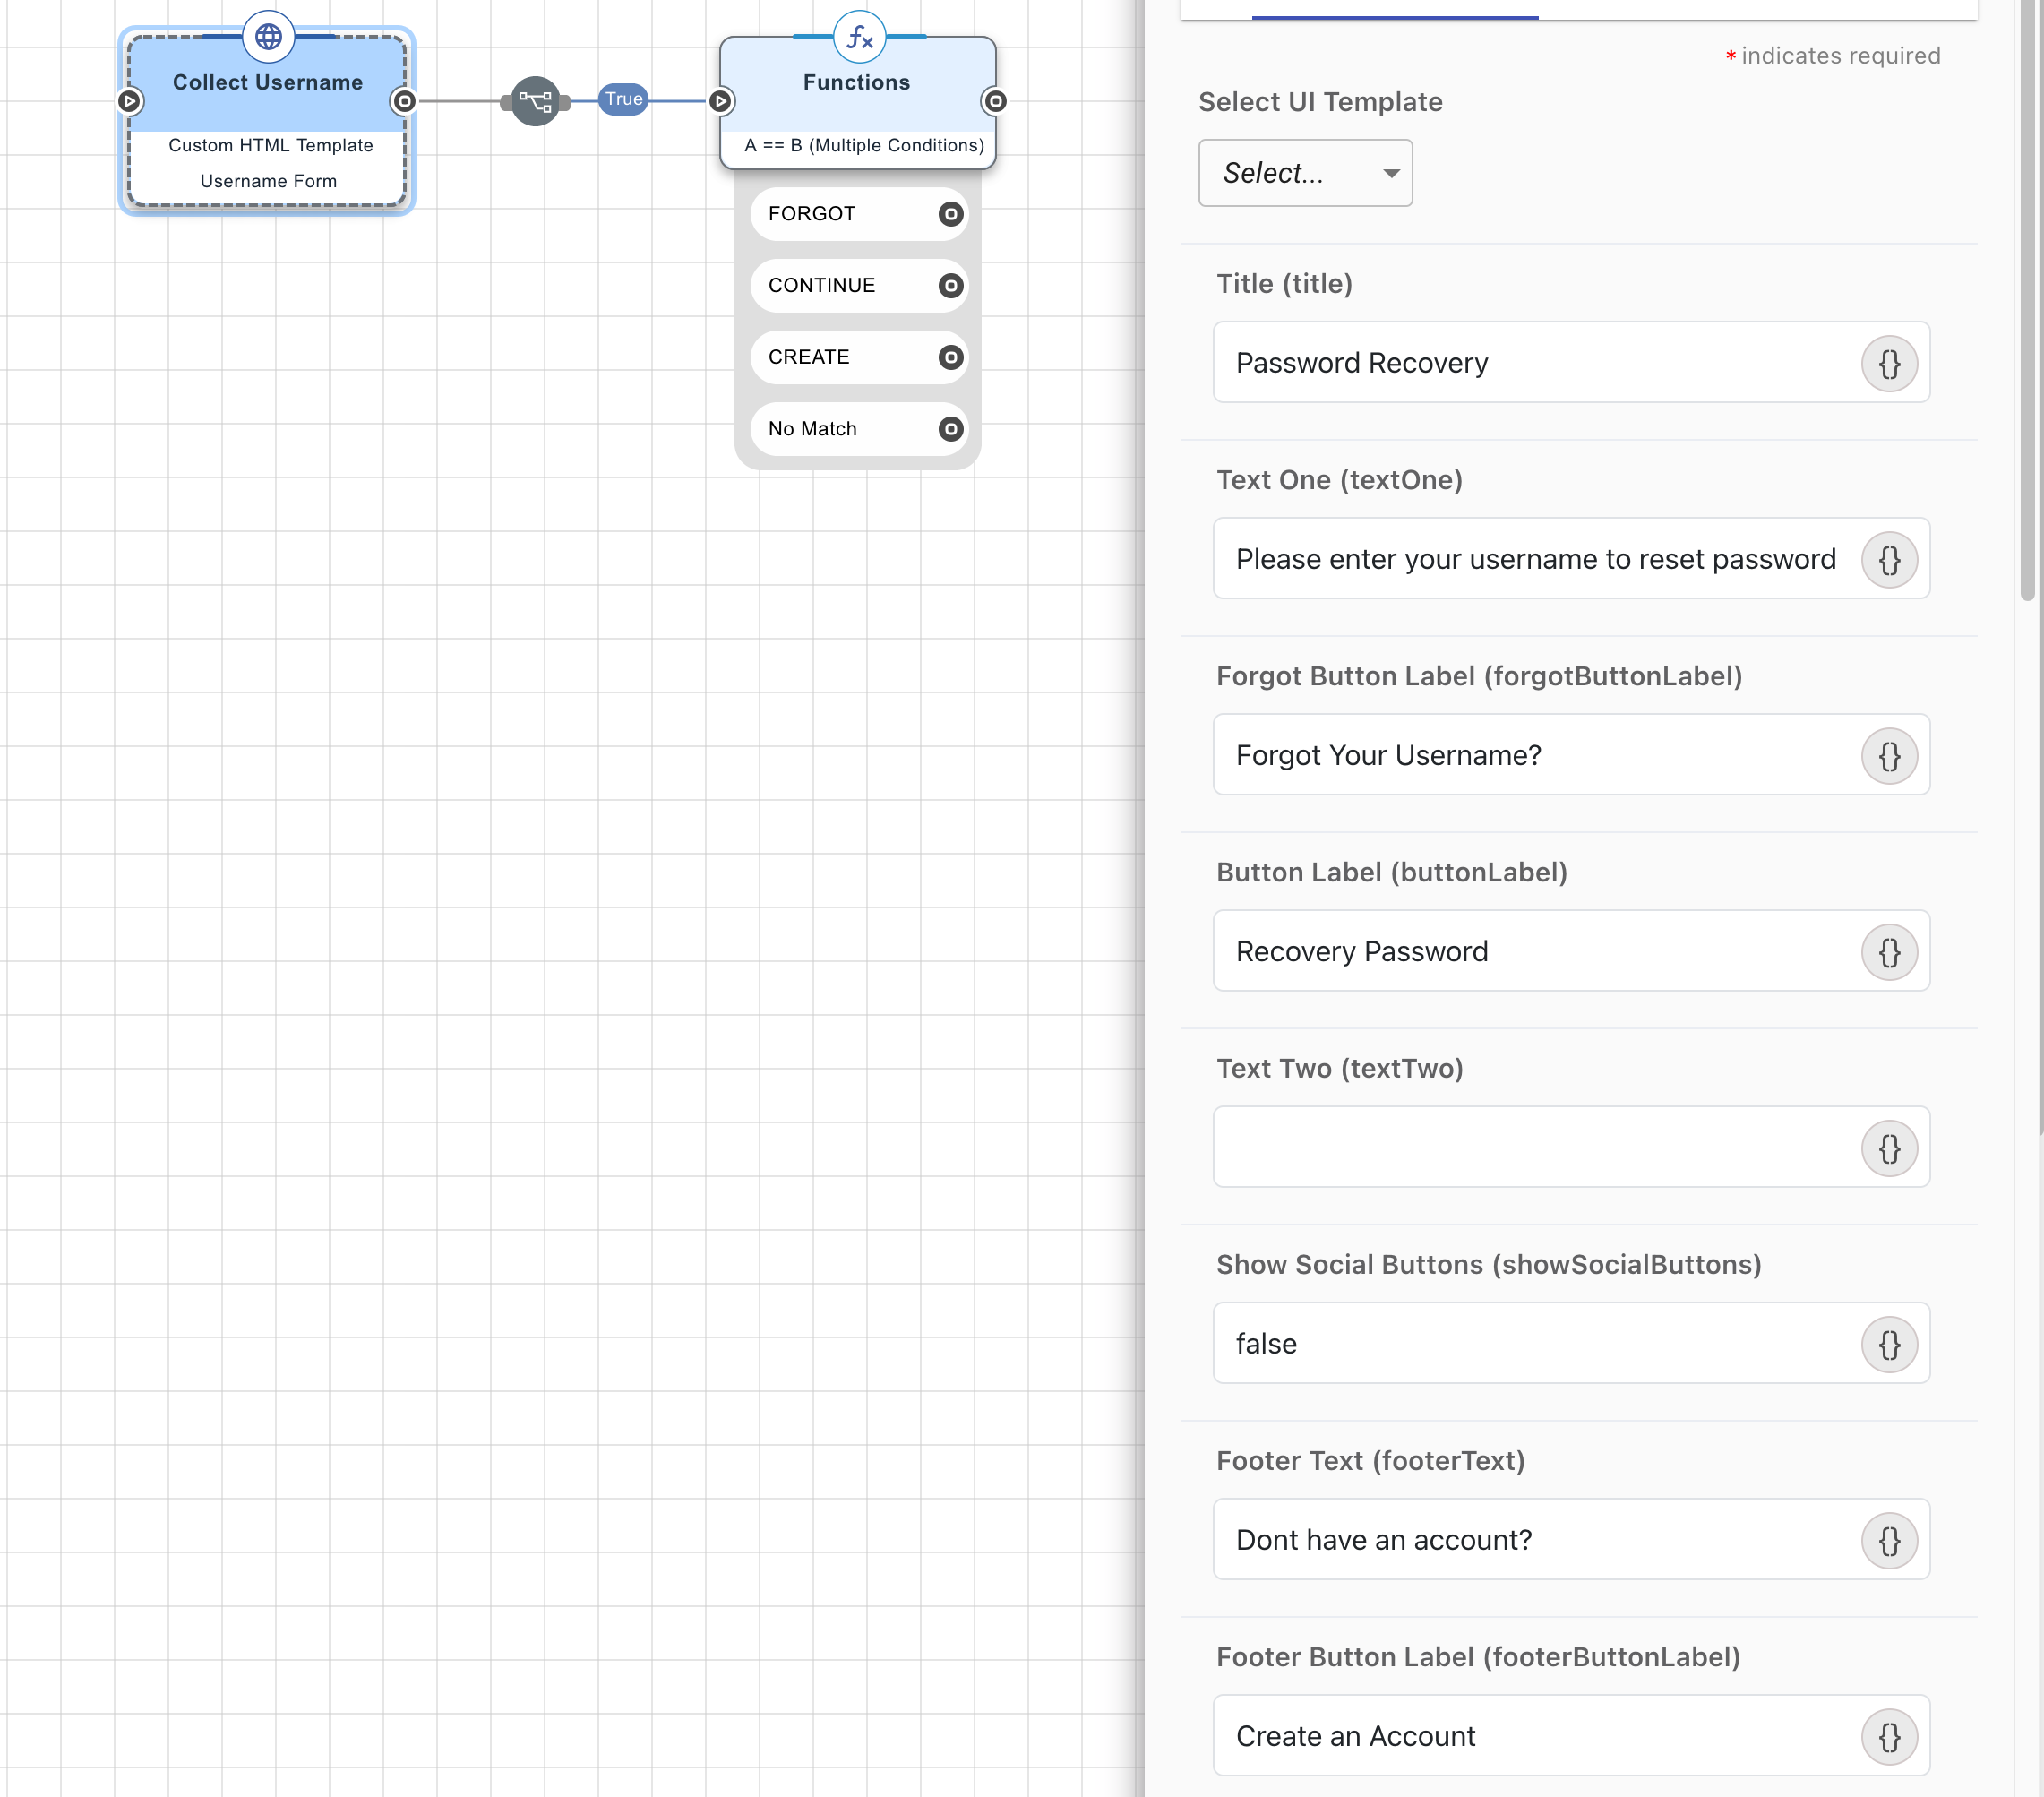 Collect Username
Custom HTML Template
Username Form
True
Functions
A == B (Multiple Conditions)
FORGOT
CONTINUE
CREATE
No Match
* indicates required
Select UI Template
Select...
Title (title)
Password Recovery
{}
Text One (textOne)
Please enter your username to reset password
{}
Forgot Button Label (forgotButtonLabel)
Forgot Your Username?
{}
Button Label (buttonLabel)
Recovery Password
{}
Text Two (textTwo)
{}
Show Social Buttons (showSocialButtons)
false
{}
Footer Text (footerText)
Dont have an account?
{}
Footer Button Label (footerButtonLabel)
Create an Account
{}